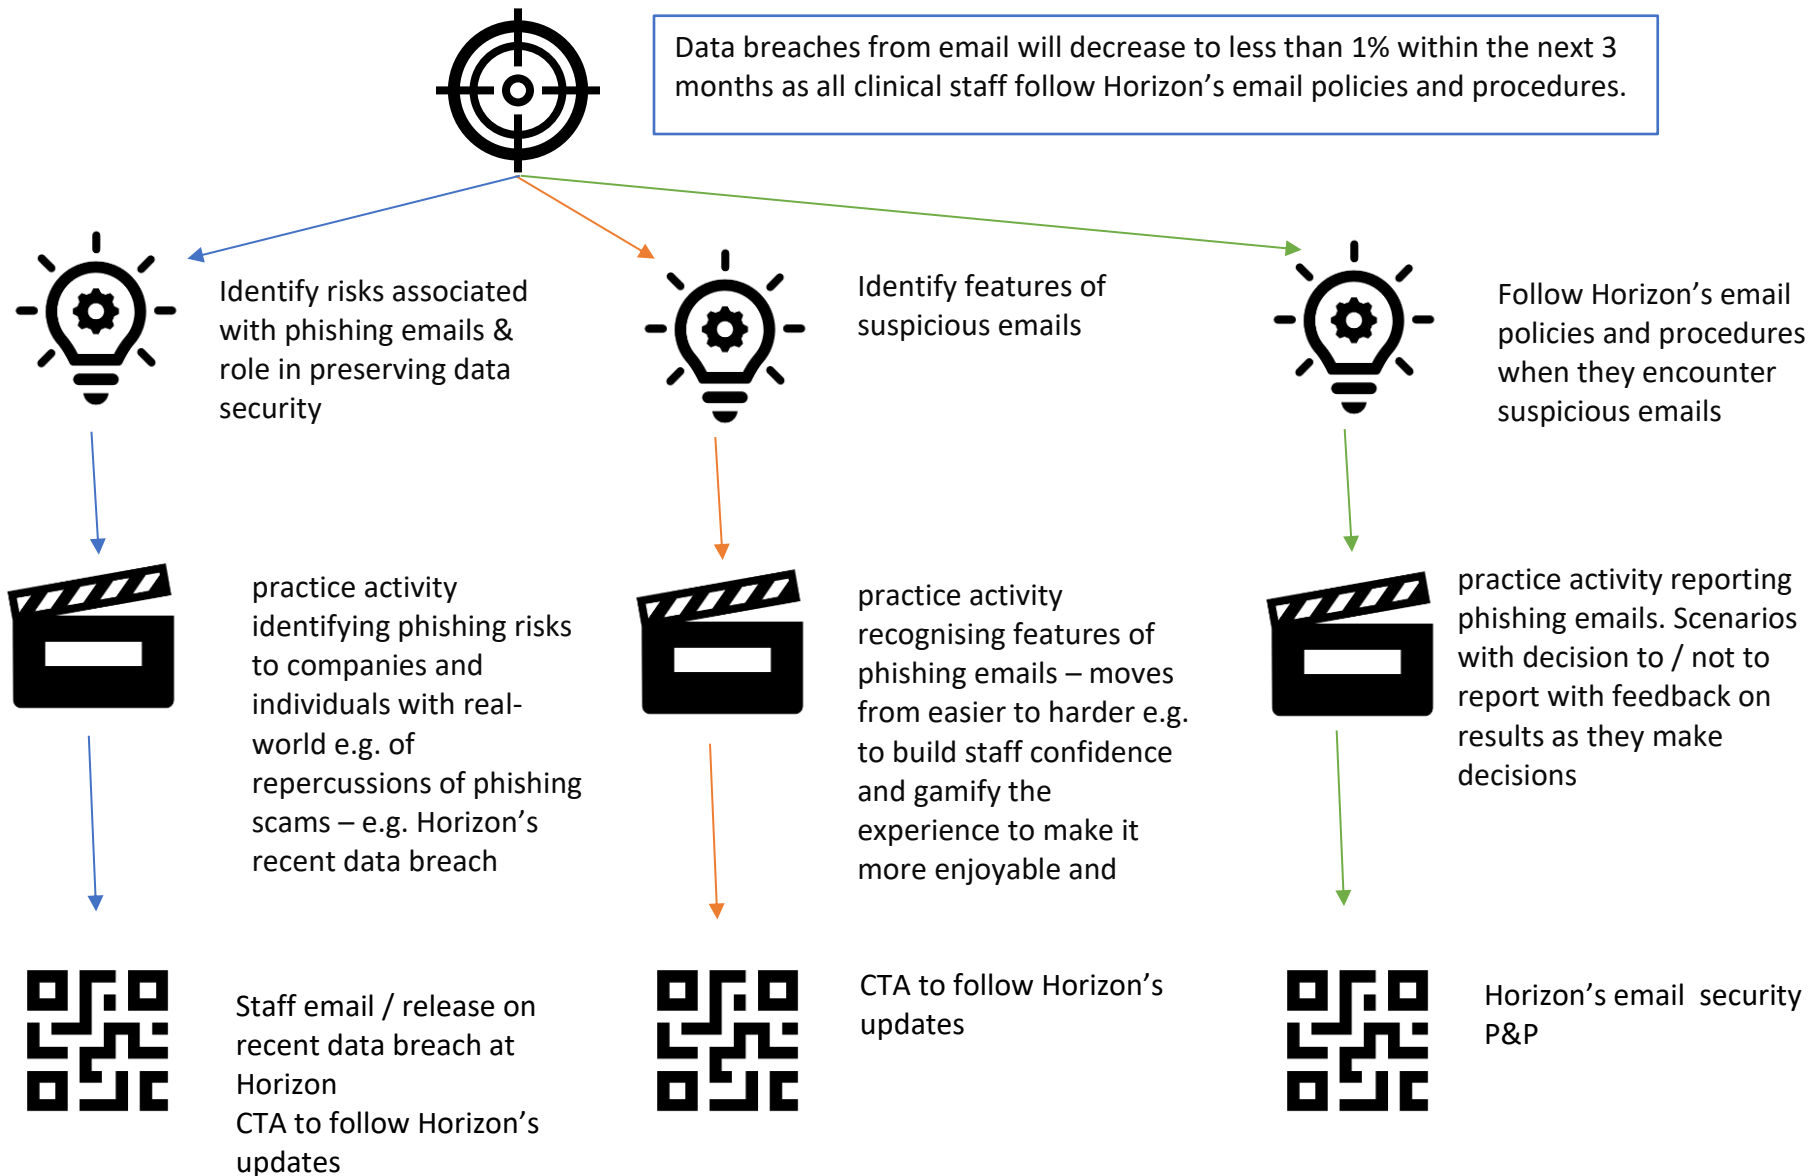 Data breaches from email will decrease to less than 1% within the next 3
months as all clinical staff follow Horizon’s email policies and procedures.
Identify risks associated
with phishing emails &
role in preserving data
security
Identify features of
suspicious emails
Follow Horizon’s email
policies and procedures
when they encounter
suspicious emails
practice activity
identifying phishing risks
to companies and
individuals with real-
world e.g. of
repercussions of phishing
scams – e.g. Horizon’s
recent data breach
practice activity
recognising features of
phishing emails – moves
from easier to harder e.g.
to build staff confidence
and gamify the
experience to make it
more enjoyable and
practice activity reporting
phishing emails. Scenarios
with decision to / not to
report with feedback on
results as they make
decisions
Staff email / release on
recent data breach at
Horizon
CTA to follow Horizon’s
updates
CTA to follow Horizon’s
updates
Horizon’s email  security
P&P